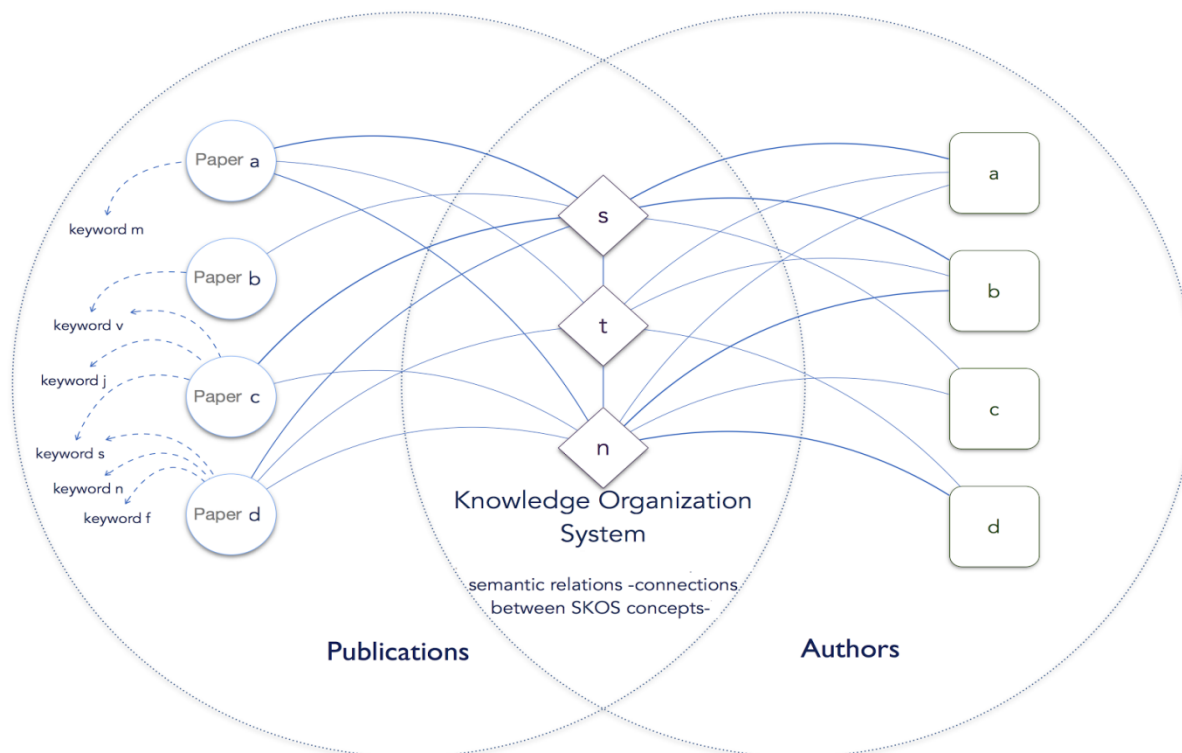 Paper a
a
s
keyword m
Paper b
b
t
keyword v
keyword j
Paper c
c
n
keyword s
keyword n
keyword f
Paper d
d
Knowledge Organization
System
semantic relations -connections
between SKOS concepts-
Publications
Authors